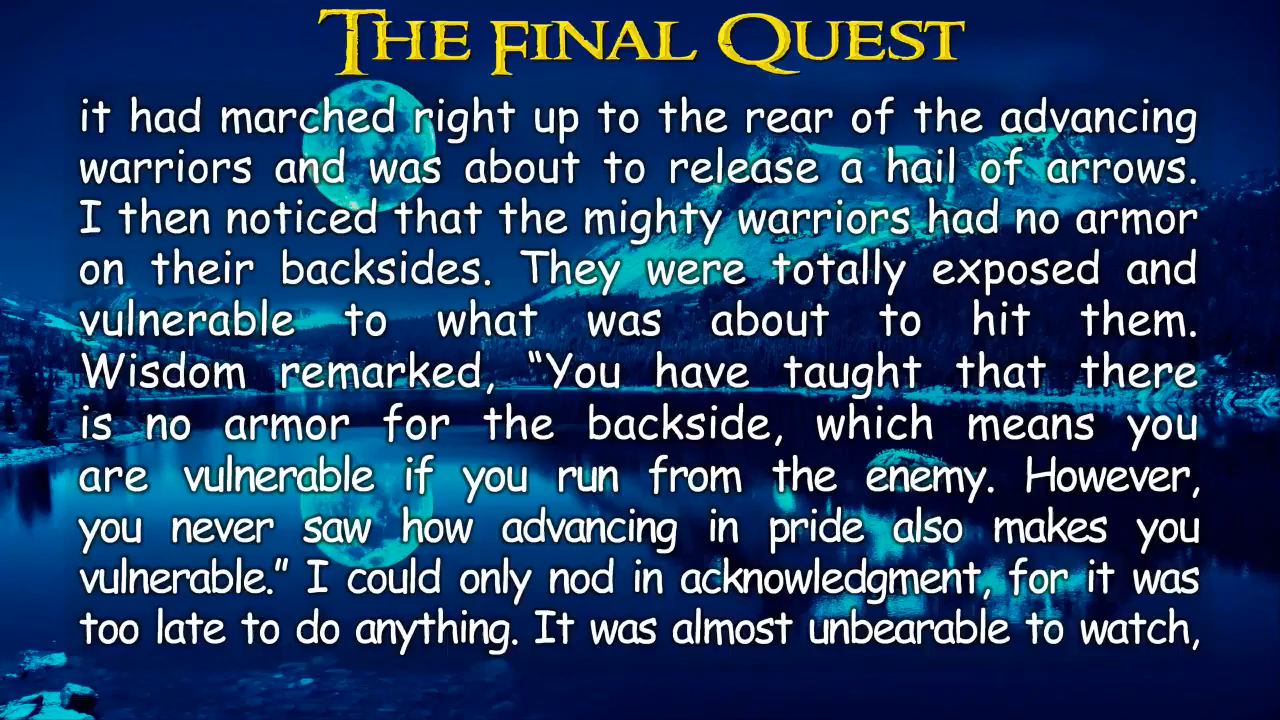 The Final Quest
it had marched right up to the rear of the advancing
warriors and was about to release a hail of arrows.
I then noticed that the mighty warriors had no armor
on their backsides. They were totally exposed and
vulnerable to what was about to hit them.
Wisdom remarked, “You have taught that there
is no armor for the backside, which means you
are vulnerable if you run from the enemy. However,
you never saw how advancing in pride also makes you
vulnerable.” I could only nod in acknowledgment, for it was
too late to do anything. It was almost unbearable to watch,